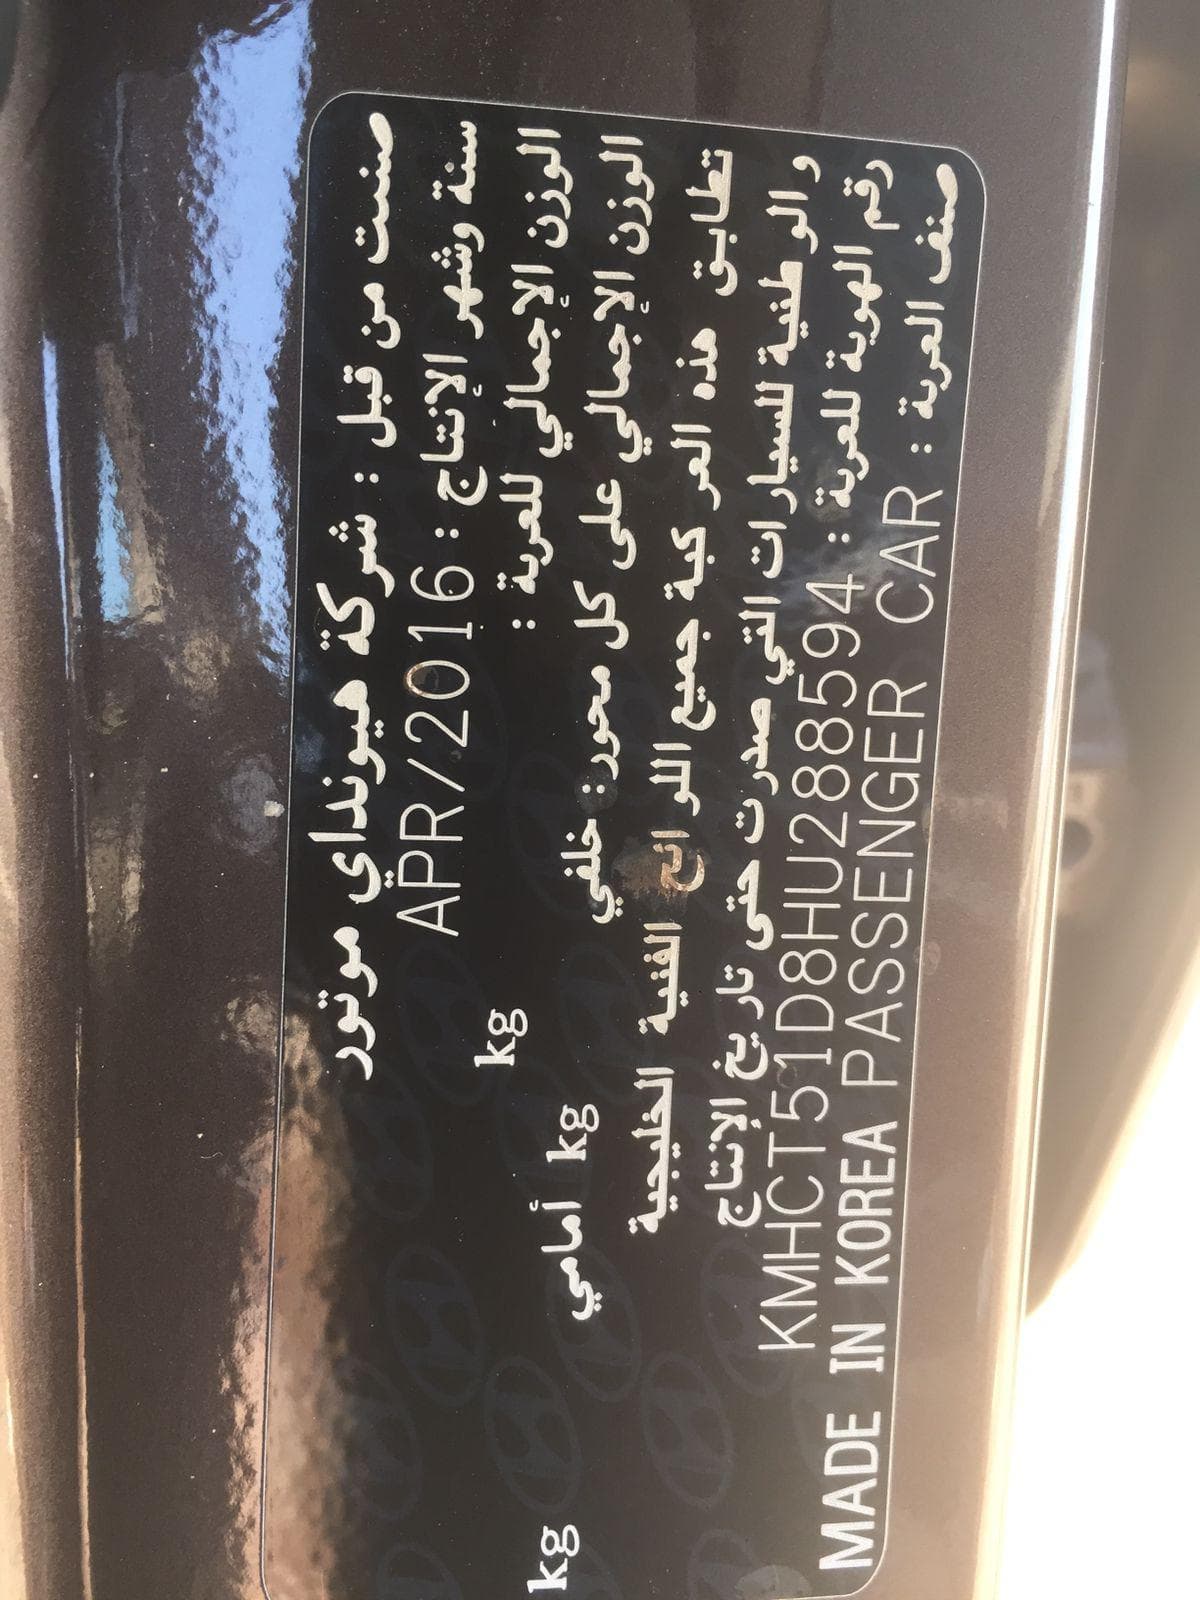 صنعت من قبل : شركة هيونداي موتور
سنة وشهر الإنتاج : APR/2016
الوزن الإجمالي للعربة : kg
الوزن الإجمالي على كل محور : خلفي kg أمامي kg
تطابق هذه المركبة جميع اللوائح الفنية الخليجية
والوطنية للسيارات التي صدرت حتى تاريخ الإنتاج
رقم الهوية للعربة : KMHCT51D8HU288594
صنف العربة : PASSENGER CAR MADE IN KOREA